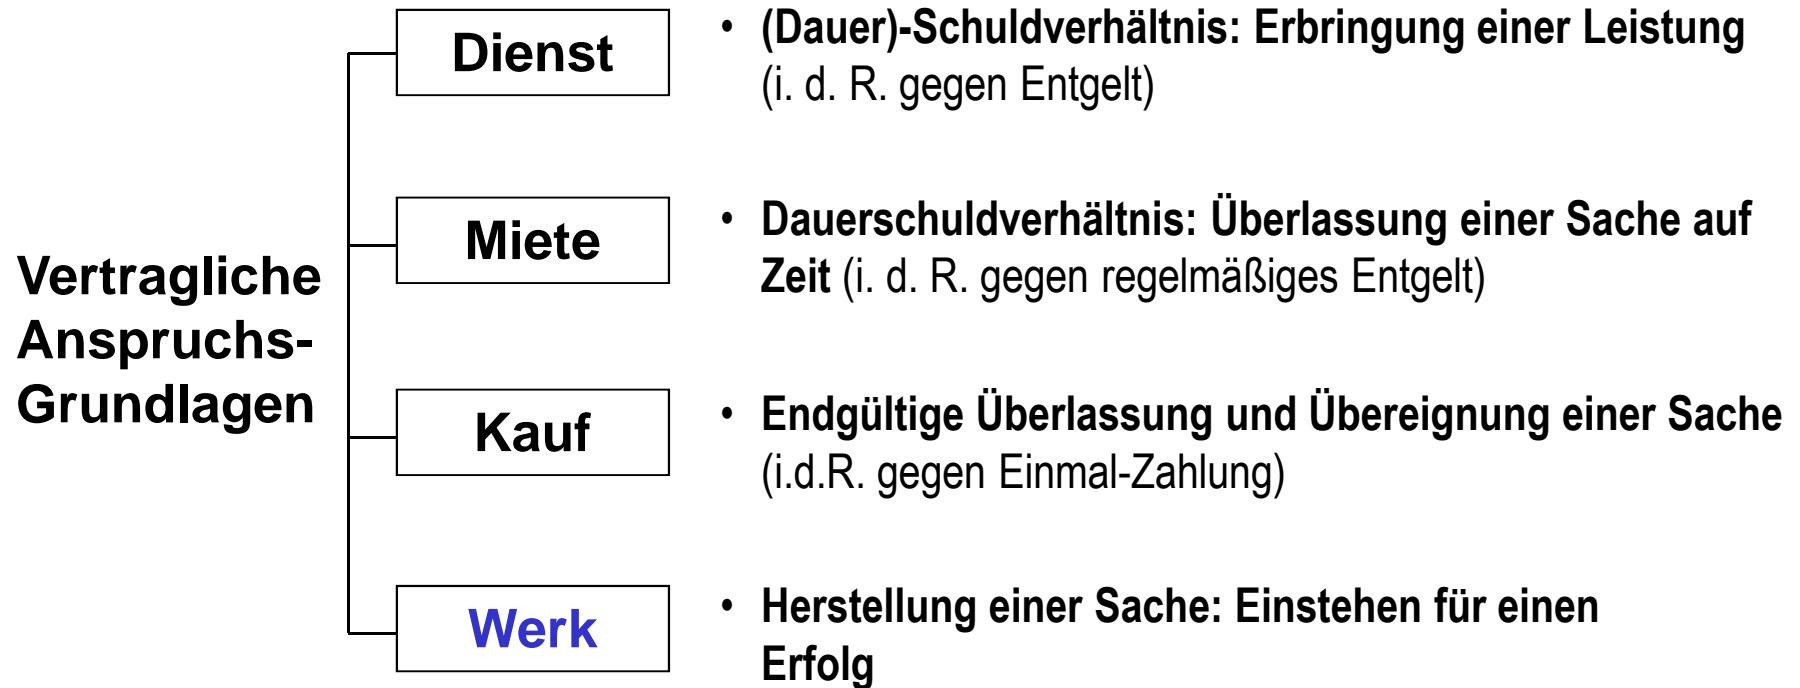 Vertragliche
Anspruchs-
Grundlagen
Dienst
• (Dauer)-Schuldverhältnis: Erbringung einer Leistung
(i. d. R. gegen Entgelt)
Miete
• Dauerschuldverhältnis: Überlassung einer Sache auf
Zeit (i. d. R. gegen regelmäßiges Entgelt)
Kauf
• Endgültige Überlassung und Übereignung einer Sache
(i.d.R. gegen Einmal-Zahlung)
Werk
• Herstellung einer Sache: Einstehen für einen
Erfolg